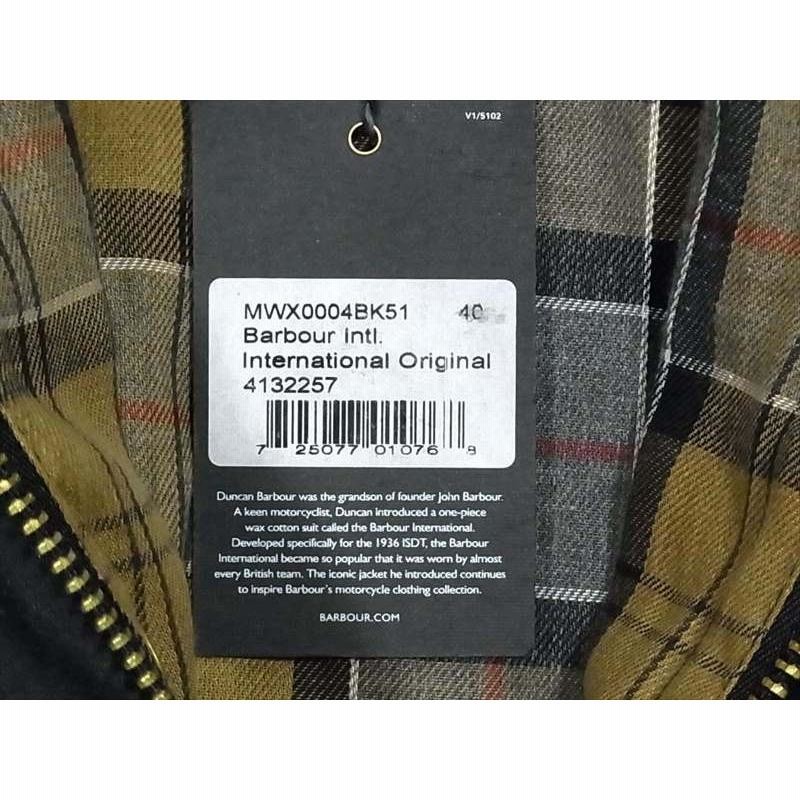 V1/5102
MWX0004BK51 40
Barbour Intl.
International Original
4132257
7 25077 01076 8
Duncan Barbour was the grandson of founder John Barbour.
A keen motorcyclist, Duncan introduced a one-piece
wax cotton suit called the Barbour International.
Developed specifically for the 1936 ISDT, the Barbour
International became so popular that it was worn by almost
every British team. The iconic jacket he introduced continues
to inspire Barbour's motorcycle clothing collection.
BARBOUR.COM